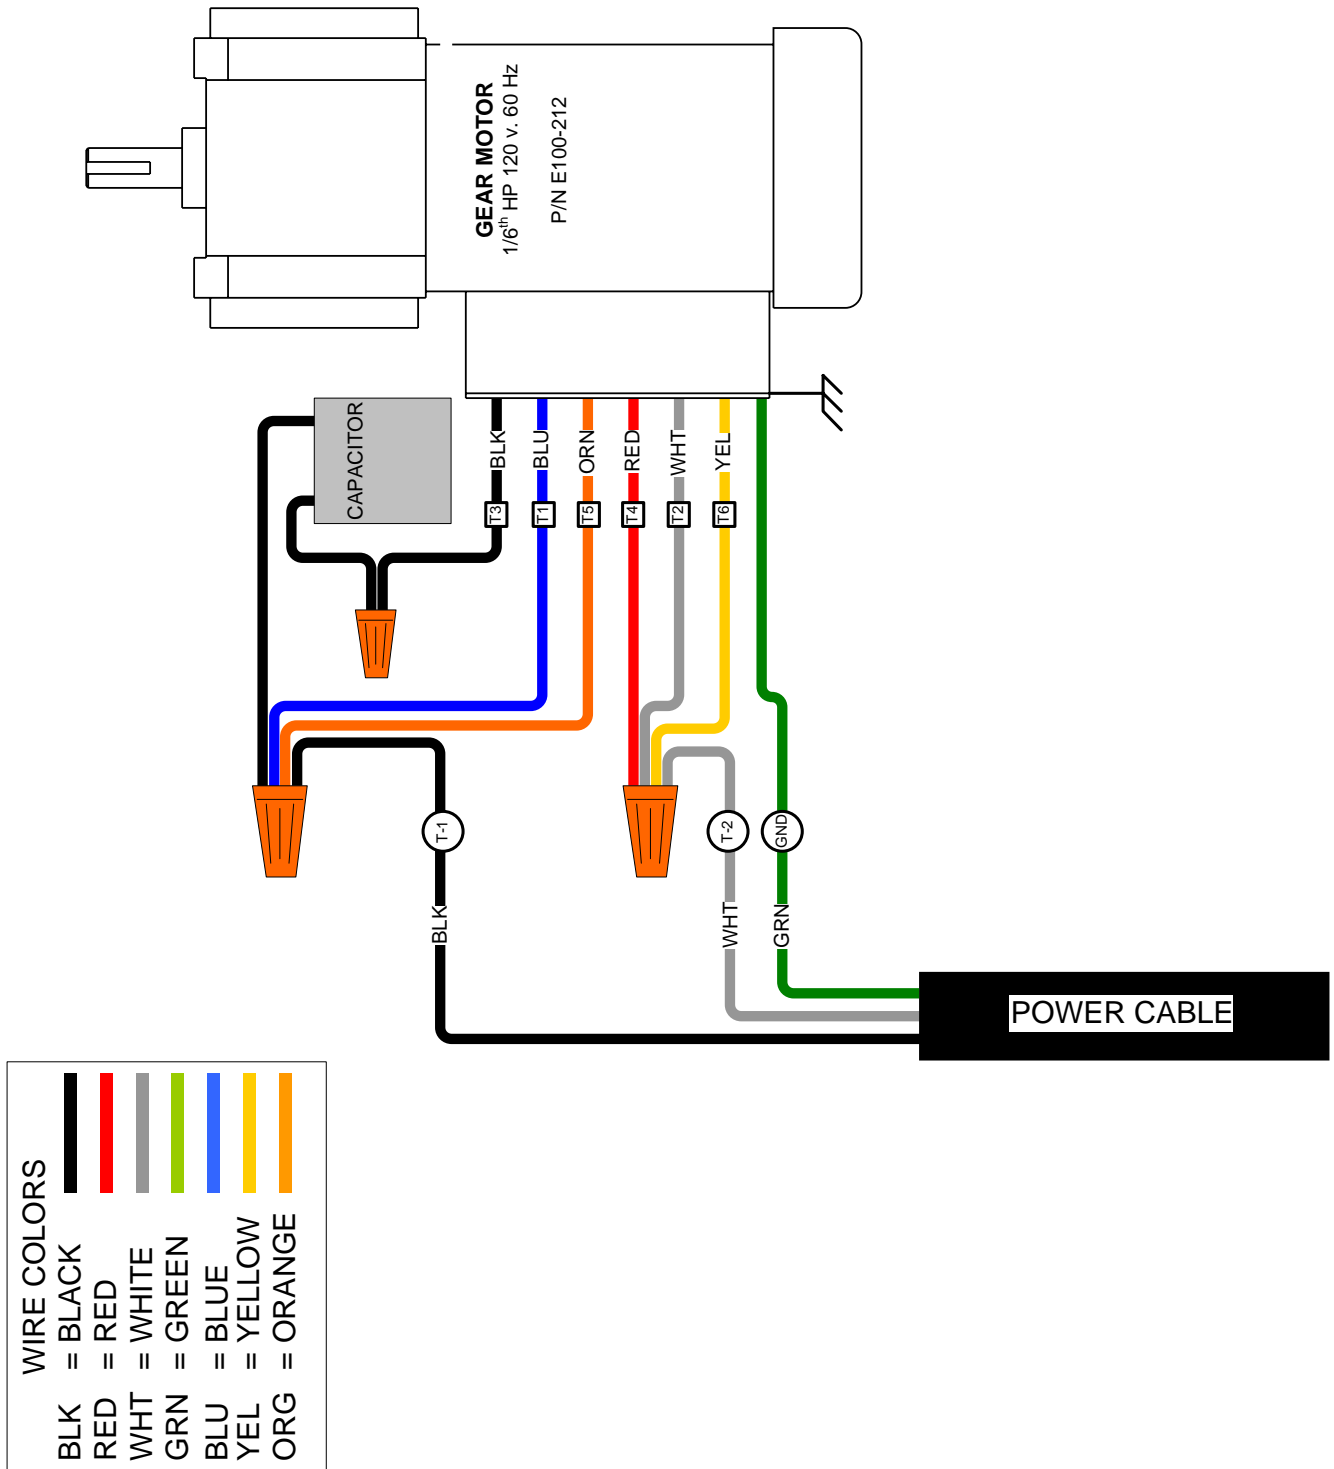 GEAR MOTOR
1/6th HP 120 v. 60 Hz
P/N E100-212
CAPACITOR
BLK
BLU
ORN
RED
WHT
YEL
T3
T1
T5
T4
T2
T6
T-1
T-2
GND
BLK
WHT
GRN
POWER CABLE
WIRE COLORS
BLK = BLACK
RED = RED
WHT = WHITE
GRN = GREEN
BLU = BLUE
YEL = YELLOW
ORG = ORANGE